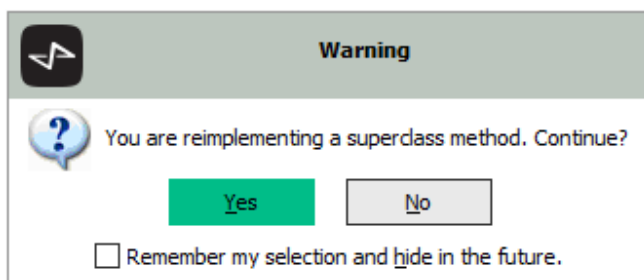 Warning
You are reimplementing a superclass method. Continue?
Yes
No
Remember my selection and hide in the future.